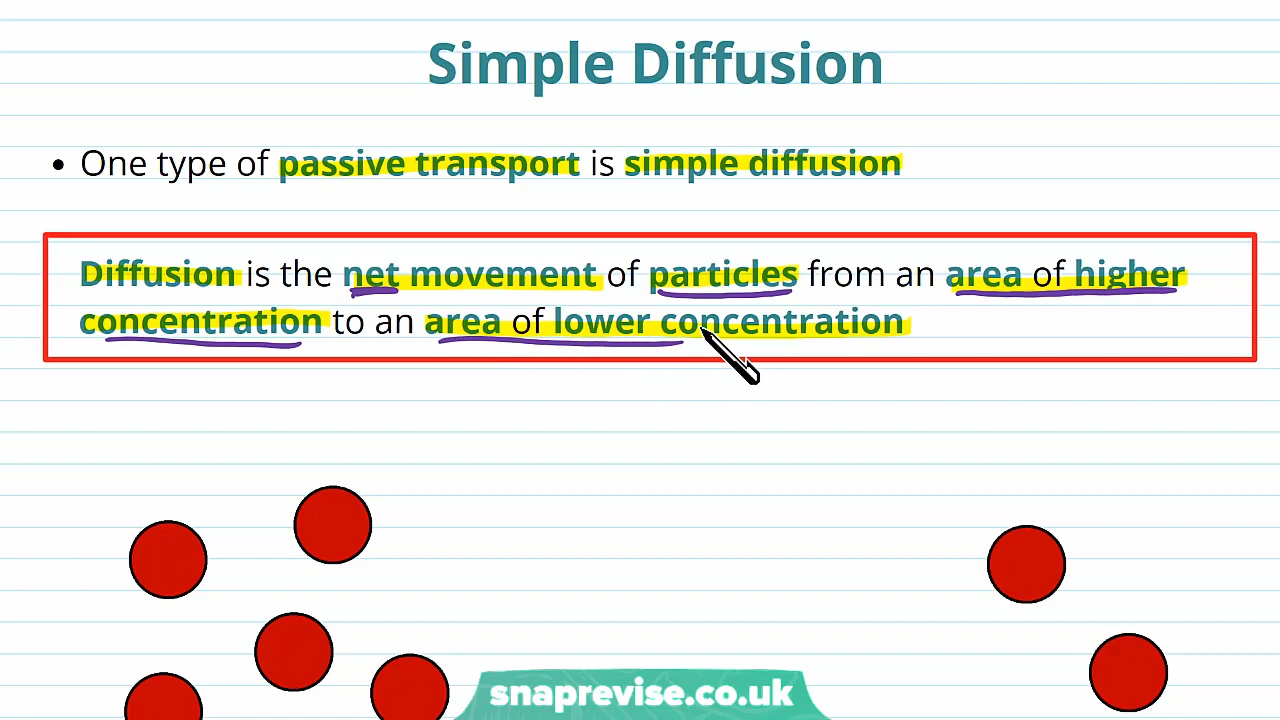 Simple Diffusion
• One type of passive transport is simple diffusion
Diffusion is the net movement of particles from an area of higher
concentration to an area of lower concentration
snaprevise.co.uk